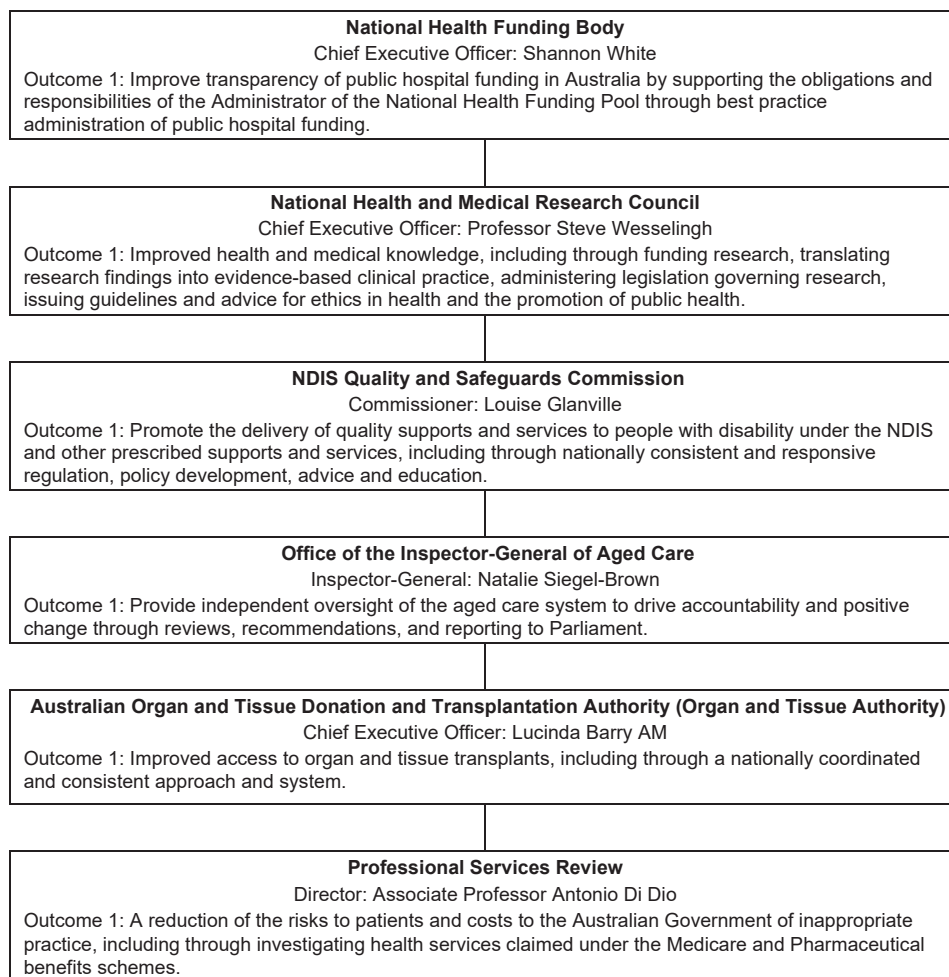 National Health Funding Body
Chief Executive Officer: Shannon White
Outcome 1: Improve transparency of public hospital funding in Australia by supporting the obligations and
responsibilities of the Administrator of the National Health Funding Pool through best practice
administration of public hospital funding.
National Health and Medical Research Council
Chief Executive Officer: Professor Steve Wesselingh
Outcome 1: Improved health and medical knowledge, including through funding research, translating
research findings into evidence-based clinical practice, administering legislation governing research,
issuing guidelines and advice for ethics in health and the promotion of public health.
NDIS Quality and Safeguards Commission
Commissioner: Louise Glanville
Outcome 1: Promote the delivery of quality supports and services to people with disability under the NDIS
and other prescribed supports and services, including through nationally consistent and responsive
regulation, policy development, advice and education.
Office of the Inspector-General of Aged Care
Inspector-General: Natalie Siegel-Brown
Outcome 1: Provide independent oversight of the aged care system to drive accountability and positive
change through reviews, recommendations, and reporting to Parliament.
Australian Organ and Tissue Donation and Transplantation Authority (Organ and Tissue Authority)
Chief Executive Officer: Lucinda Barry AM
Outcome 1: Improved access to organ and tissue transplants, including through a nationally coordinated
and consistent approach and system.
Professional Services Review
Director: Associate Professor Antonio Di Dio
Outcome 1: A reduction of the risks to patients and costs to the Australian Government of inappropriate
practice, including through investigating health services claimed under the Medicare and Pharmaceutical
benefits schemes.